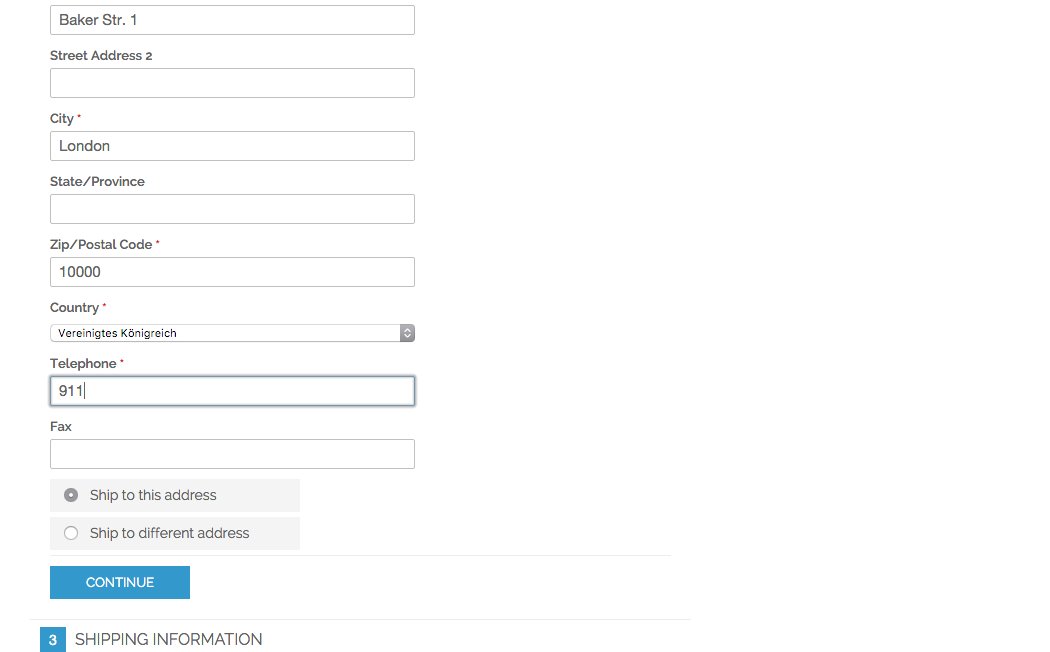 Baker Str. 1
Street Address 2
City *
London
State/Province
Zip/Postal Code *
10000
Country *
Vereinigtes Königreich
Telephone *
911
Fax
Ship to this address
Ship to different address
CONTINUE
3 SHIPPING INFORMATION